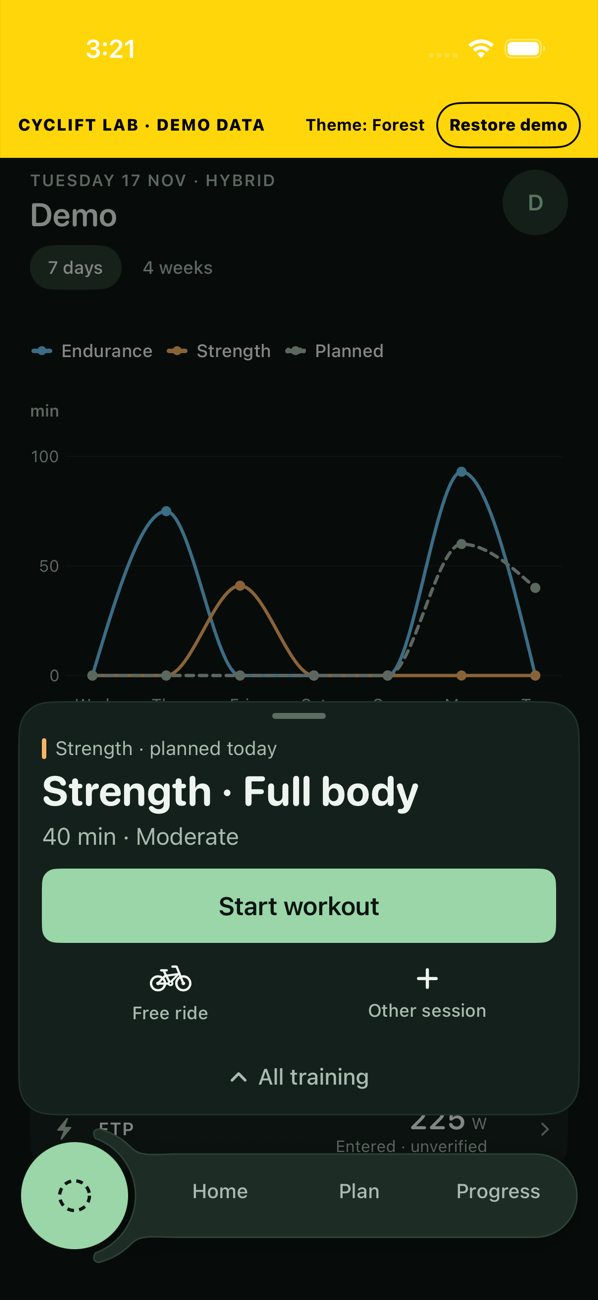 3:21
CYCLIFT LAB · DEMO DATA Theme: Forest Restore demo
TUESDAY 17 NOV · HYBRID
Demo
D
7 days 4 weeks
Endurance Strength Planned
min
100
50
0
Strength · planned today
Strength · Full body
40 min · Moderate
Start workout
Free ride Other session
All training
FTP 225 W
Entered · unverified
Home Plan Progress